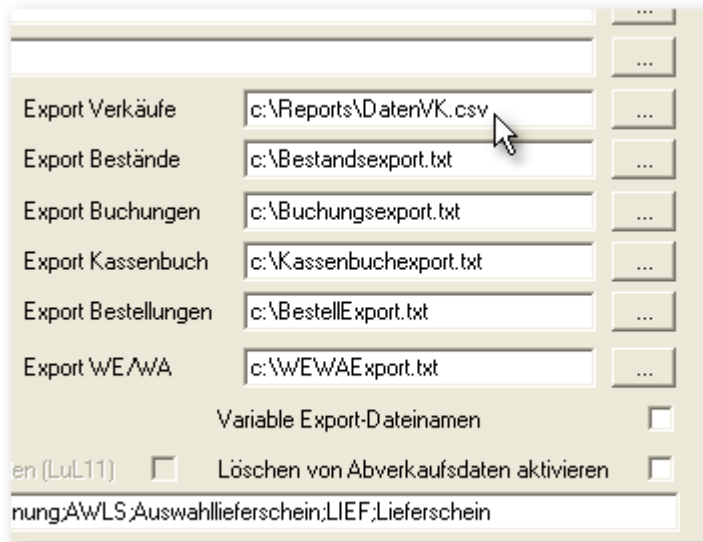 ...
...
Export Verkäufe c:\Reports\DatenVK.csv ...
Export Bestände c:\Bestandsexport.txt ...
Export Buchungen c:\Buchungsexport.txt ...
Export Kassenbuch c:\Kassenbuchexport.txt ...
Export Bestellungen c:\BestellExport.txt ...
Export WE/WA c:\WEWAExport.txt ...
Variable Export-Dateinamen
en (LuL11) Löschen von Abverkaufsdaten aktivieren
nung;AWLS;Auswahllieferschein;LIEF;Lieferschein